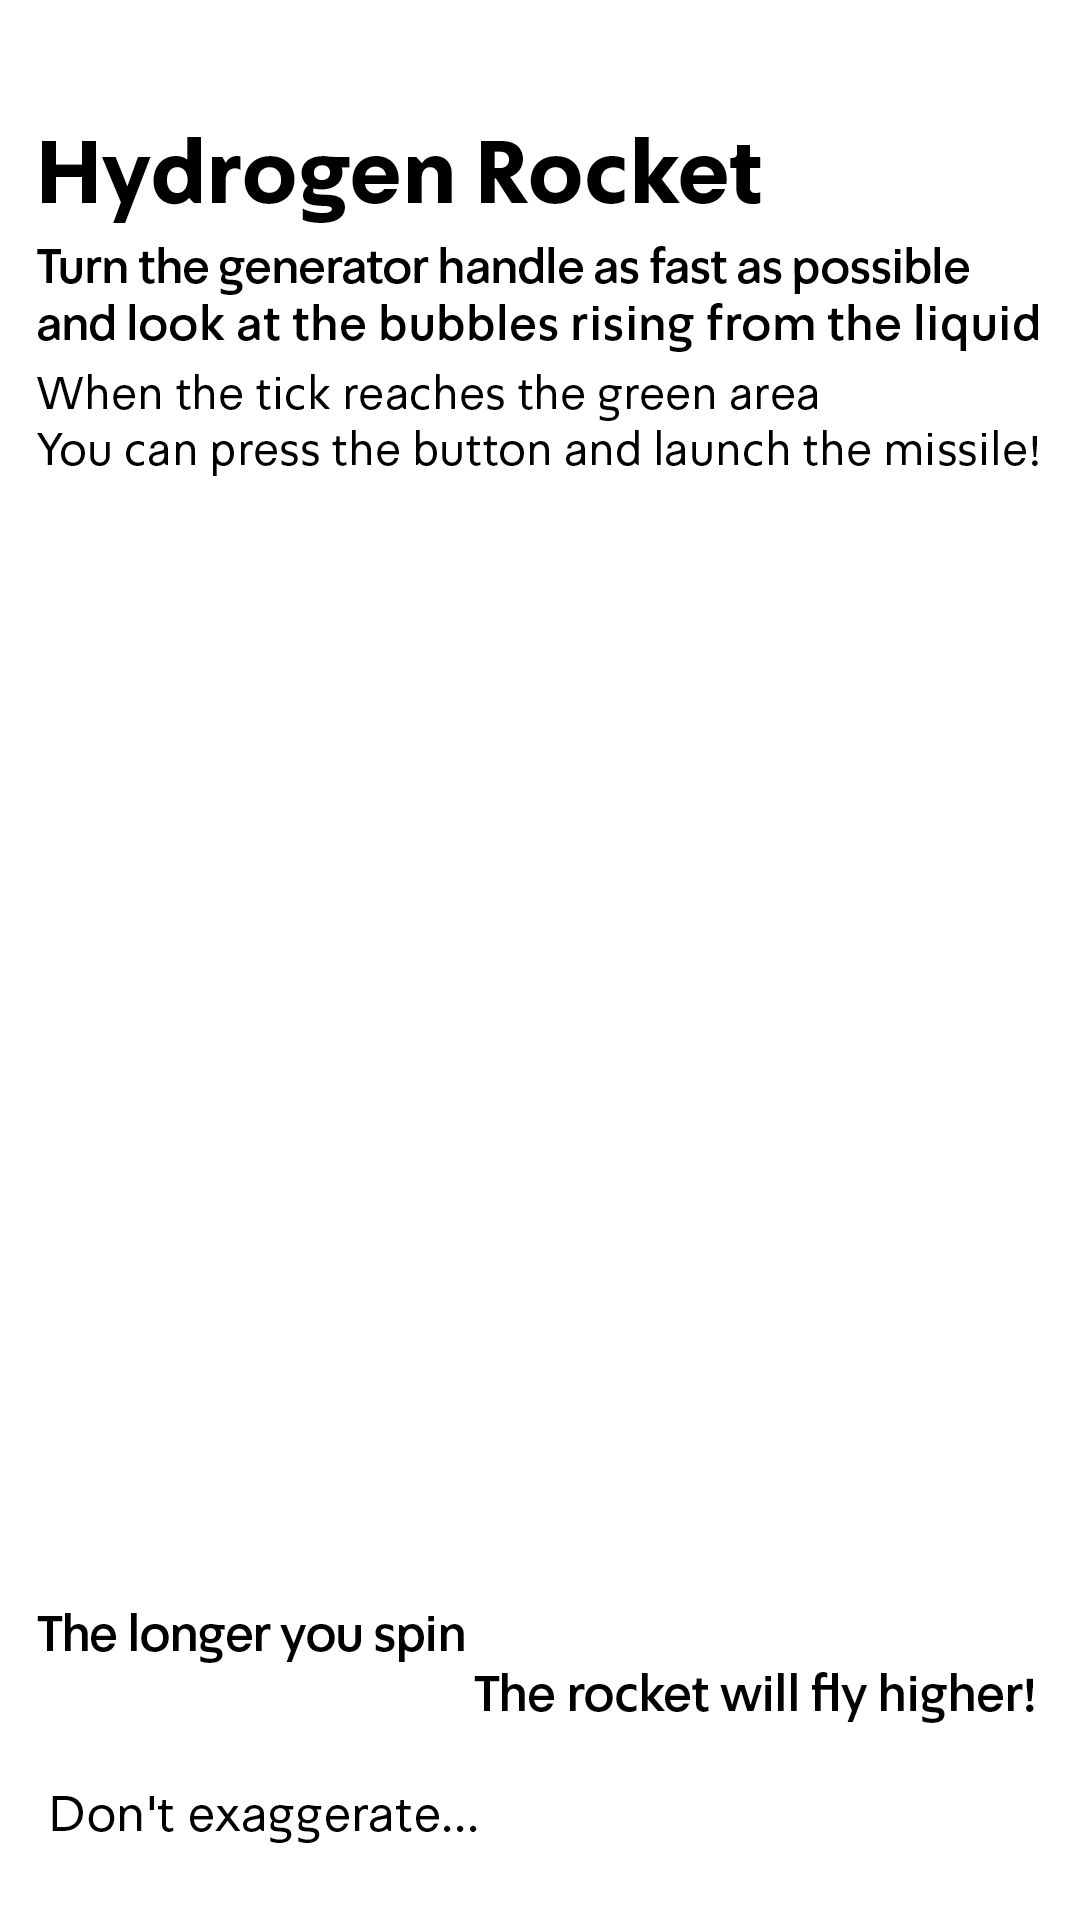 Hydrogen Rocket
Turn the generator handle as fast as possible
and look at the bubbles rising from the liquid
When the tick reaches the green area
You can press the button and launch the missile!
The longer you spin
The rocket will fly higher!
Don't exaggerate...